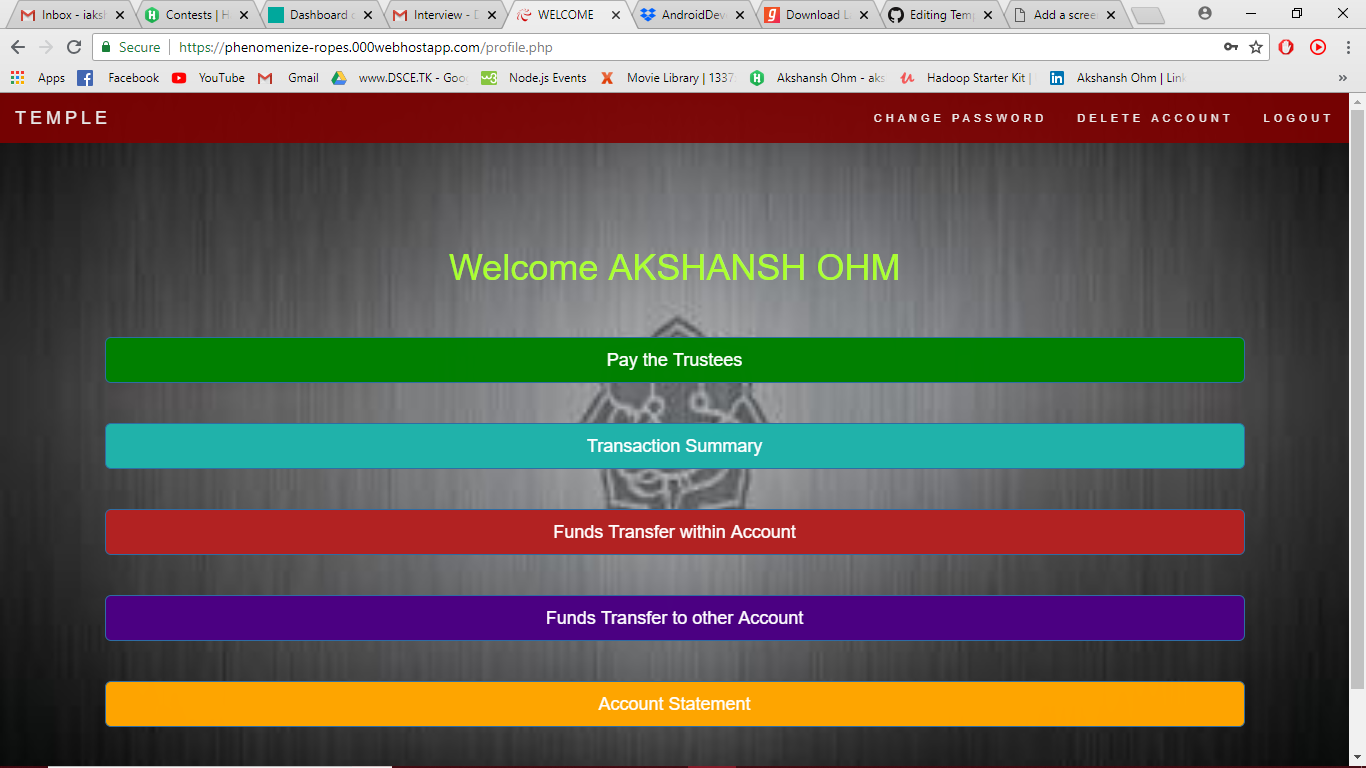 Inbox - iaksh
Contests | H
Dashboard o
Interview - D
WELCOME
AndroidDev
Download L
Editing Temp
Add a scree
Secure
https://phenomenize-ropes.000webhostapp.com/profile.php
Apps
Facebook
YouTube
Gmail
www.DSCE.TK - Goo
Node.js Events
Movie Library | 1337
Akshansh Ohm - aks
Hadoop Starter Kit |
Akshansh Ohm | Link
»
TEMPLE
CHANGE PASSWORD
DELETE ACCOUNT
LOGOUT
Welcome AKSHANSH OHM
Pay the Trustees
Transaction Summary
Funds Transfer within Account
Funds Transfer to other Account
Account Statement